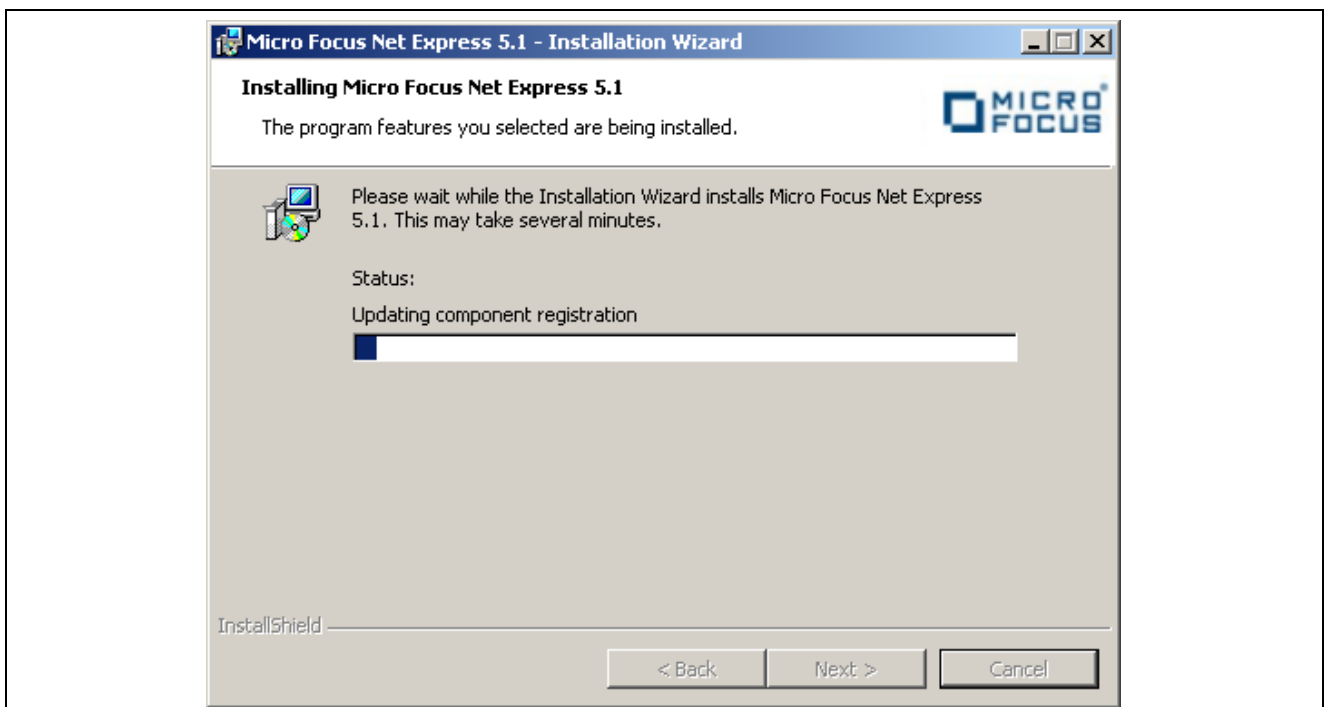 Micro Focus Net Express 5.1 - Installation Wizard
Installing Micro Focus Net Express 5.1
The program features you selected are being installed.
MICRO
FOCUS
Please wait while the Installation Wizard installs Micro Focus Net Express
5.1. This may take several minutes.
Status:
Updating component registration
InstallShield
< Back
Next >
Cancel